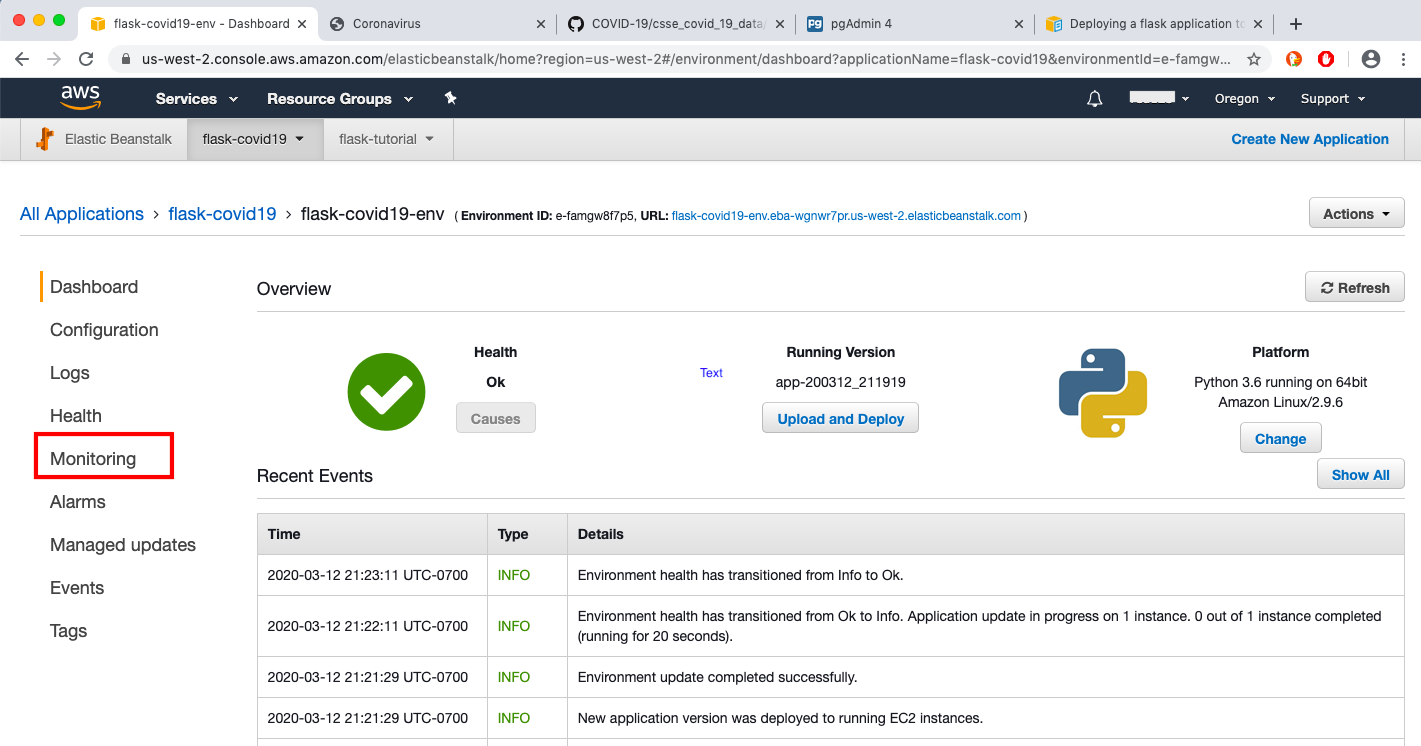 flask-covid19-env - Dashboard
Coronavirus
COVID-19/csse_covid_19_data/
Pg pgAdmin 4
Deploying a flask application to
us-west-2.console.aws.amazon.com/elasticbeanstalk/home?region=us-west-2#/environment/dashboard?applicationName=flask-covid19&environmentId=e-famgw...
aws Services Resource Groups Oregon Support
Elastic Beanstalk flask-covid19 flask-tutorial Create New Application
All Applications › flask-covid19 › flask-covid19-env ( Environment ID: e-famgw8f7p5, URL: flask-covid19-env.eba-wgnwr7pr.us-west-2.elasticbeanstalk.com )
Actions
Dashboard
Configuration
Logs
Health
Monitoring
Alarms
Managed updates
Events
Tags
Overview
Refresh
Health
Ok
Causes
Text
Running Version
app-200312_211919
Upload and Deploy
Platform
Python 3.6 running on 64bit
Amazon Linux/2.9.6
Change
Recent Events
Show All
Time Type Details
2020-03-12 21:23:11 UTC-0700 INFO Environment health has transitioned from Info to Ok.
2020-03-12 21:22:11 UTC-0700 INFO Environment health has transitioned from Ok to Info. Application update in progress on 1 instance. 0 out of 1 instance completed
(running for 20 seconds).
2020-03-12 21:21:29 UTC-0700 INFO Environment update completed successfully.
2020-03-12 21:21:29 UTC-0700 INFO New application version was deployed to running EC2 instances.